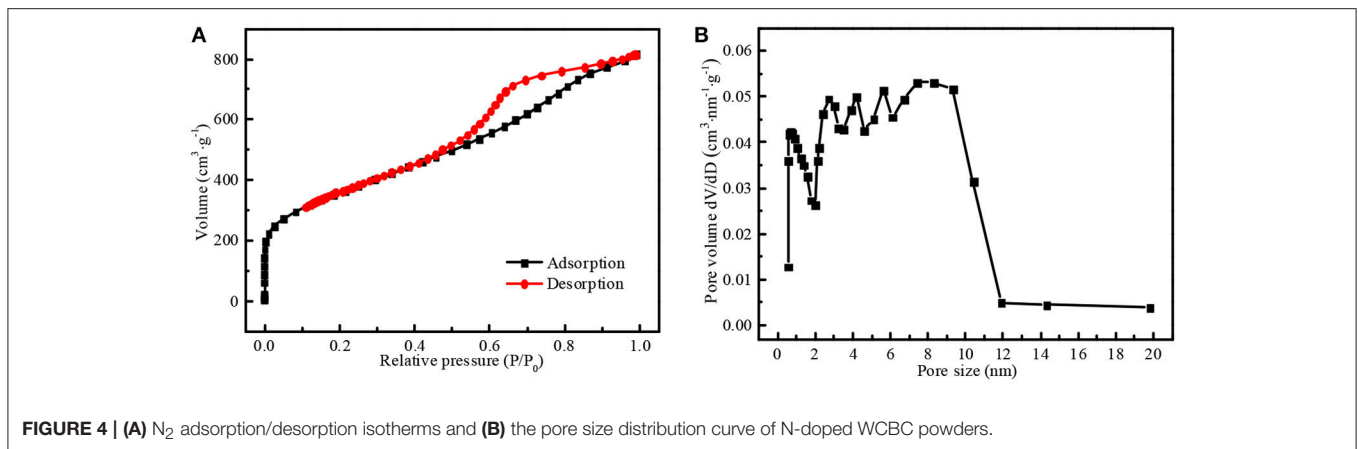 A
Volume (cm³·g⁻¹)
800
600
400
200
0
Adsorption
Desorption
0.0 0.2 0.4 0.6 0.8 1.0
Relative pressure (P/P₀)
B
Pore volume dV/dD (cm³·nm⁻¹·g⁻¹)
0.06
0.05
0.04
0.03
0.02
0.01
0.00
0 2 4 6 8 10 12 14 16 18 20
Pore size (nm)
FIGURE 4 | (A) N₂ adsorption/desorption isotherms and (B) the pore size distribution curve of N-doped WCBC powders.